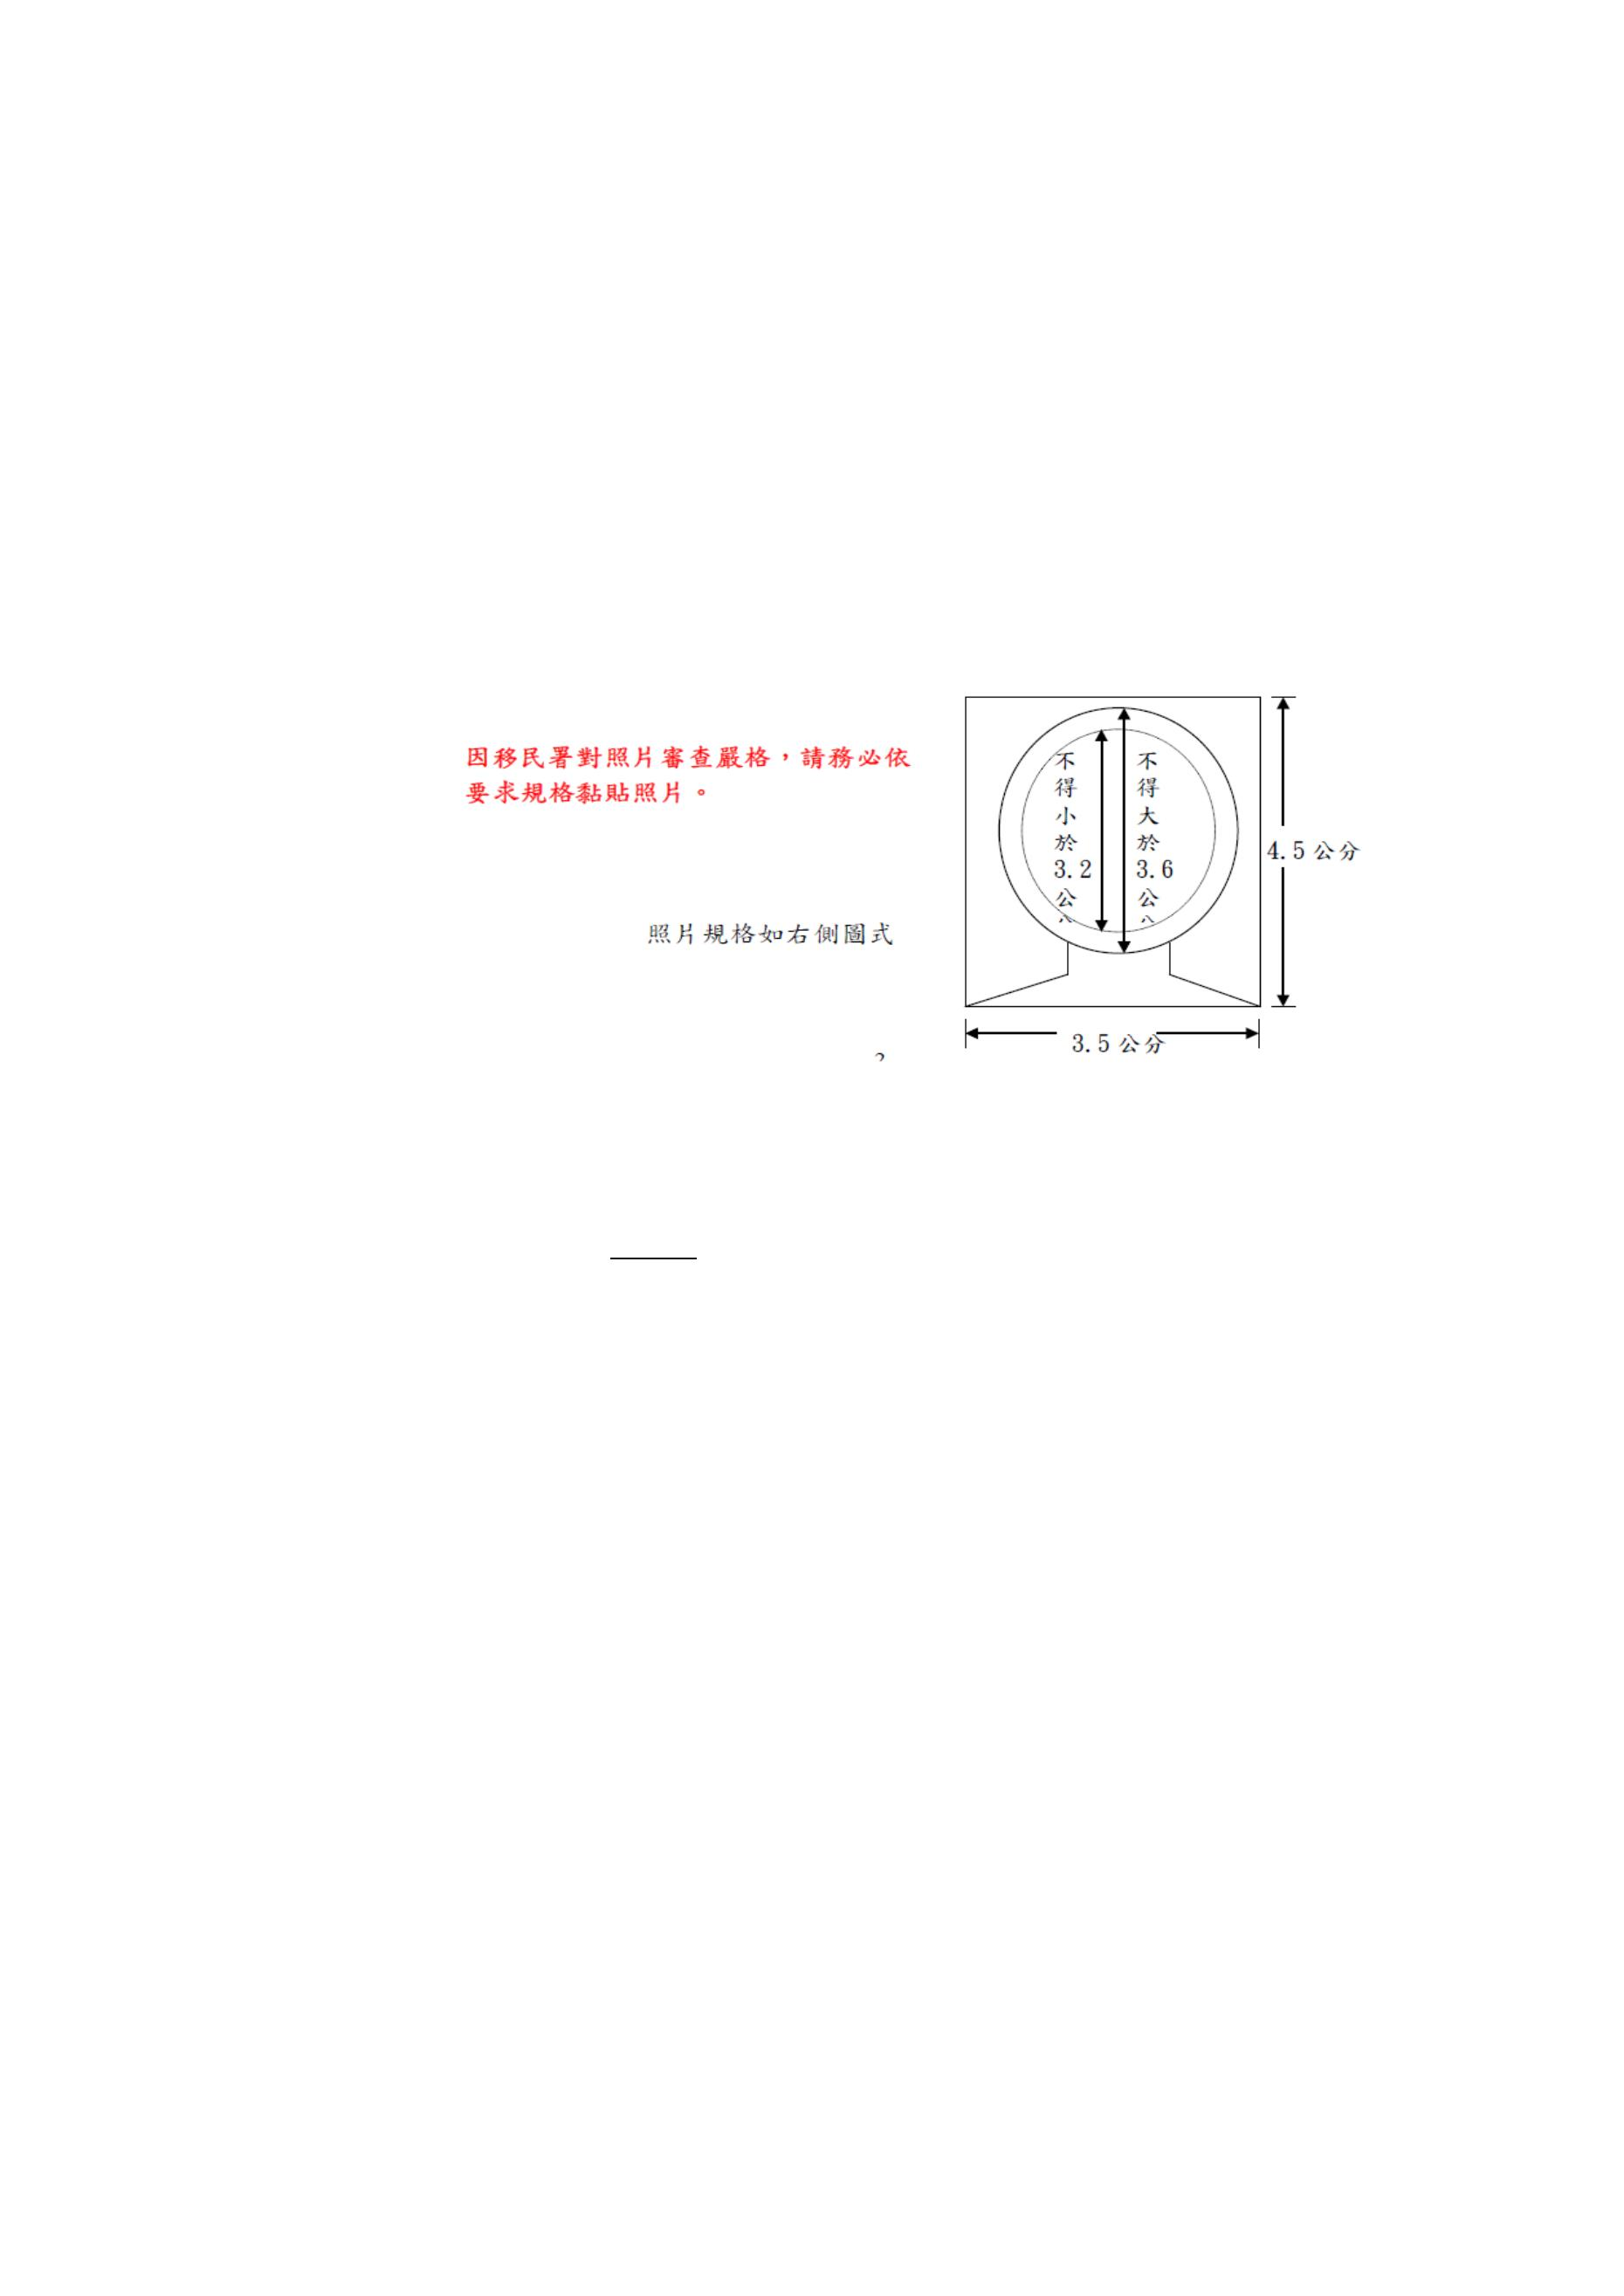 因移民署對照片審查嚴格，請務必依
要求規格黏貼照片。
不得小於3.2公
不得大於3.6公
4.5公分
照片規格如右側圖式
3.5公分